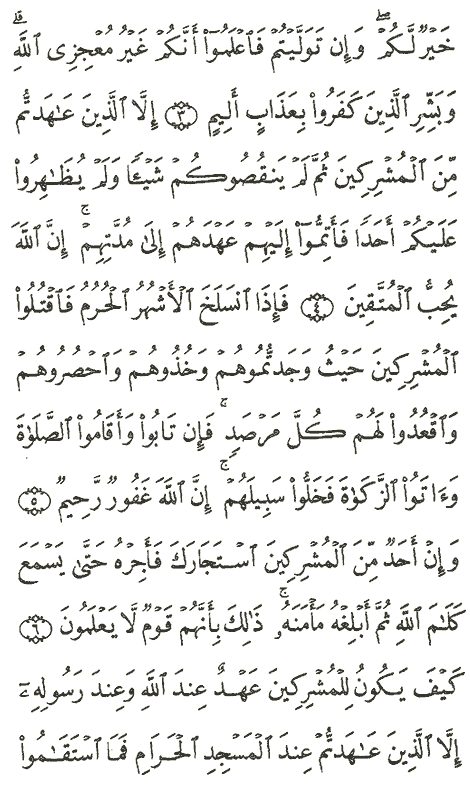 خَيْرٌ لَّكُمْ ۖ وَإِن تَوَلَّيْتُمْ فَٱعْلَمُوٓا۟ أَنَّكُمْ غَيْرُ مُعْجِزِى ٱللَّهِ ۗ
وَبَشِّرِ ٱلَّذِينَ كَفَرُوا۟ بِعَذَابٍ أَلِيمٍ ٣ إِلَّا ٱلَّذِينَ عَـٰهَدتُّم
مِّنَ ٱلْمُشْرِكِينَ ثُمَّ لَمْ يَنقُصُوكُمْ شَيْـًٔا وَلَمْ يُظَـٰهِرُوا۟
عَلَيْكُمْ أَحَدًا فَأَتِمُّوٓا۟ إِلَيْهِمْ عَهْدَهُمْ إِلَىٰ مُدَّتِهِمْ ۚ إِنَّ ٱللَّهَ
يُحِبُّ ٱلْمُتَّقِينَ ٤ فَإِذَا ٱنسَلَخَ ٱلْأَشْهُرُ ٱلْحُرُمُ فَٱقْتُلُوا۟
ٱلْمُشْرِكِينَ حَيْثُ وَجَدتُّمُوهُمْ وَخُذُوهُمْ وَٱحْصُرُوهُمْ
وَٱقْعُدُوا۟ لَهُمْ كُلَّ مَرْصَدٍ ۚ فَإِن تَابُوا۟ وَأَقَامُوا۟ ٱلصَّلَوٰةَ
وَءَاتَوُا۟ ٱلزَّكَوٰةَ فَخَلُّوا۟ سَبِيلَهُمْ ۚ إِنَّ ٱللَّهَ غَفُورٌ رَّحِيمٌ ٥
وَإِنْ أَحَدٌ مِّنَ ٱلْمُشْرِكِينَ ٱسْتَجَارَكَ فَأَجِرْهُ حَتَّىٰ يَسْمَعَ
كَلَـٰمَ ٱللَّهِ ثُمَّ أَبْلِغْهُ مَأْمَنَهُۥ ۚ ذَٰلِكَ بِأَنَّهُمْ قَوْمٌ لَّا يَعْلَمُونَ ٦
كَيْفَ يَكُونُ لِلْمُشْرِكِينَ عَهْدٌ عِندَ ٱللَّهِ وَعِندَ رَسُولِهِۦٓ
إِلَّا ٱلَّذِينَ عَـٰهَدتُّمْ عِندَ ٱلْمَسْجِدِ ٱلْحَرَامِ ۖ فَمَا ٱسْتَقَـٰمُوا۟